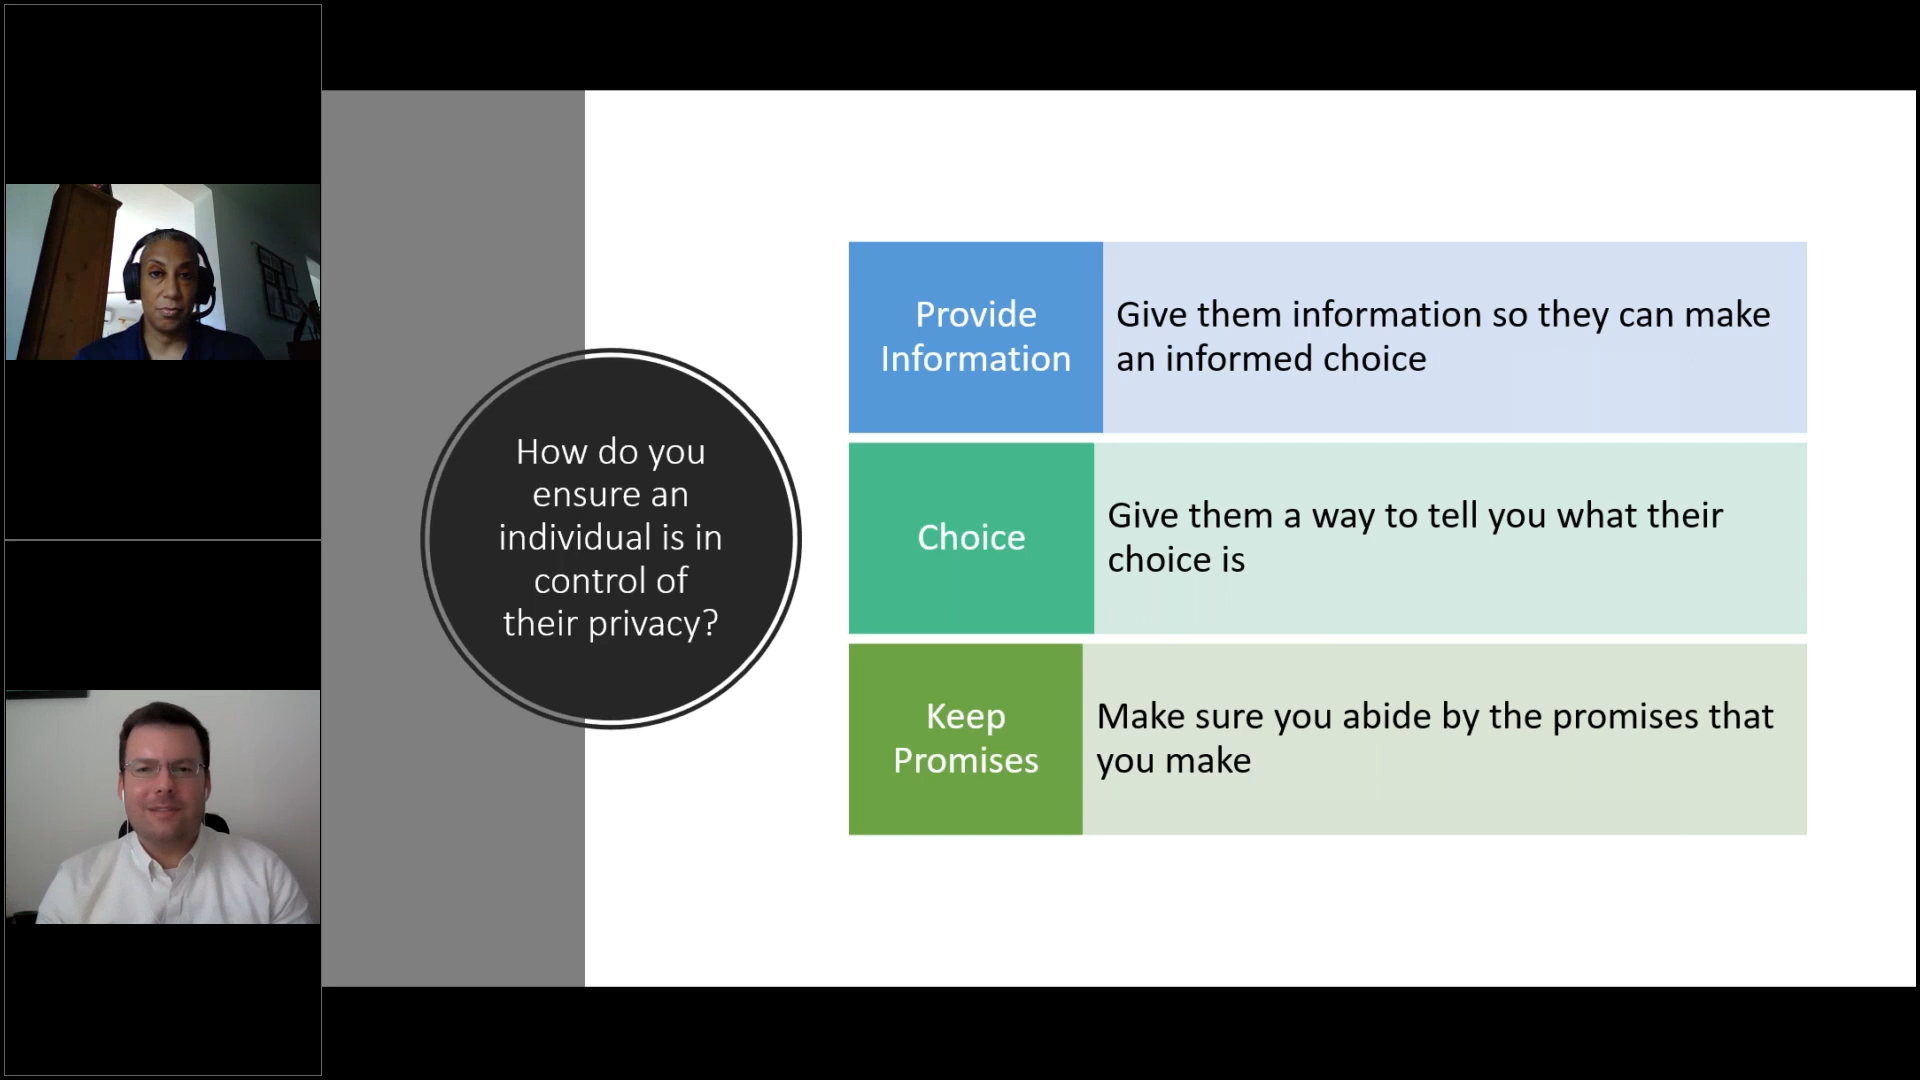 How do you
ensure an
individual is in
control of
their privacy?
Provide
Information
Give them information so they can make
an informed choice
Choice
Give them a way to tell you what their
choice is
Keep
Promises
Make sure you abide by the promises that
you make